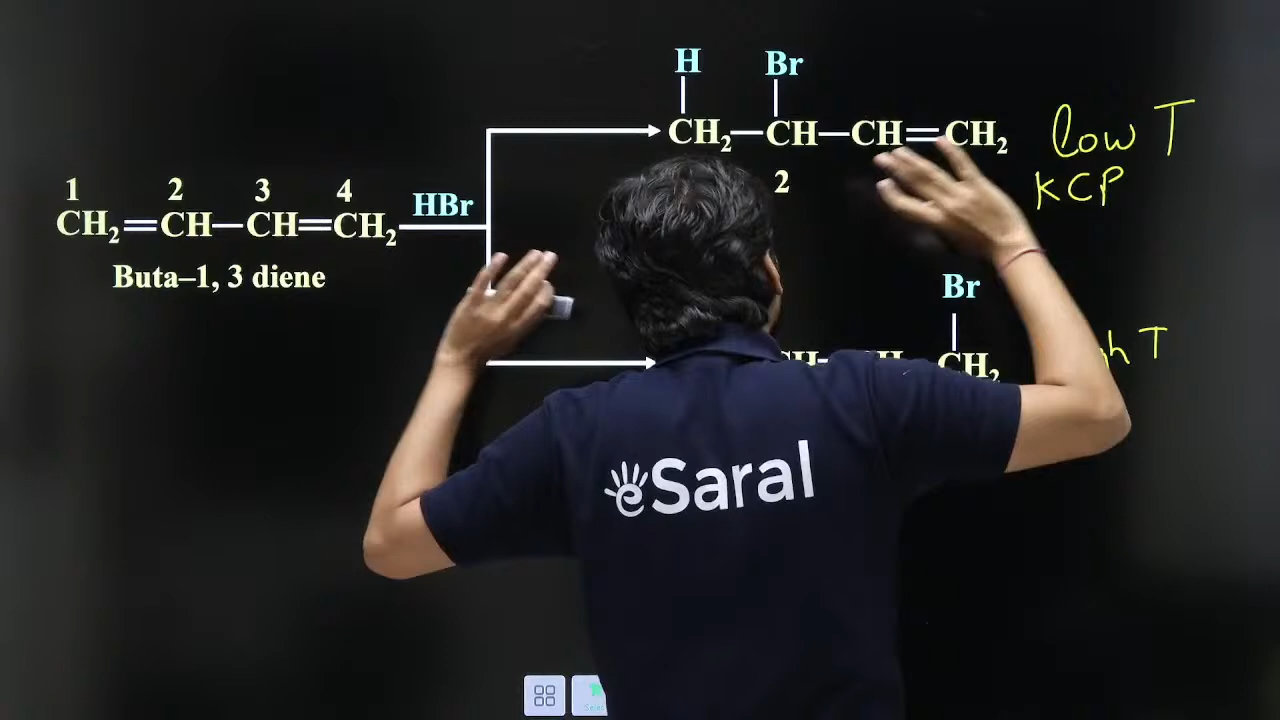 H Br
CH₂—CH—CH=CH₂ low T
2 KCP
1 2 3 4
CH₂=CH—CH=CH₂ HBr
Buta–1, 3 diene
Br
CH₂ T
eSaral